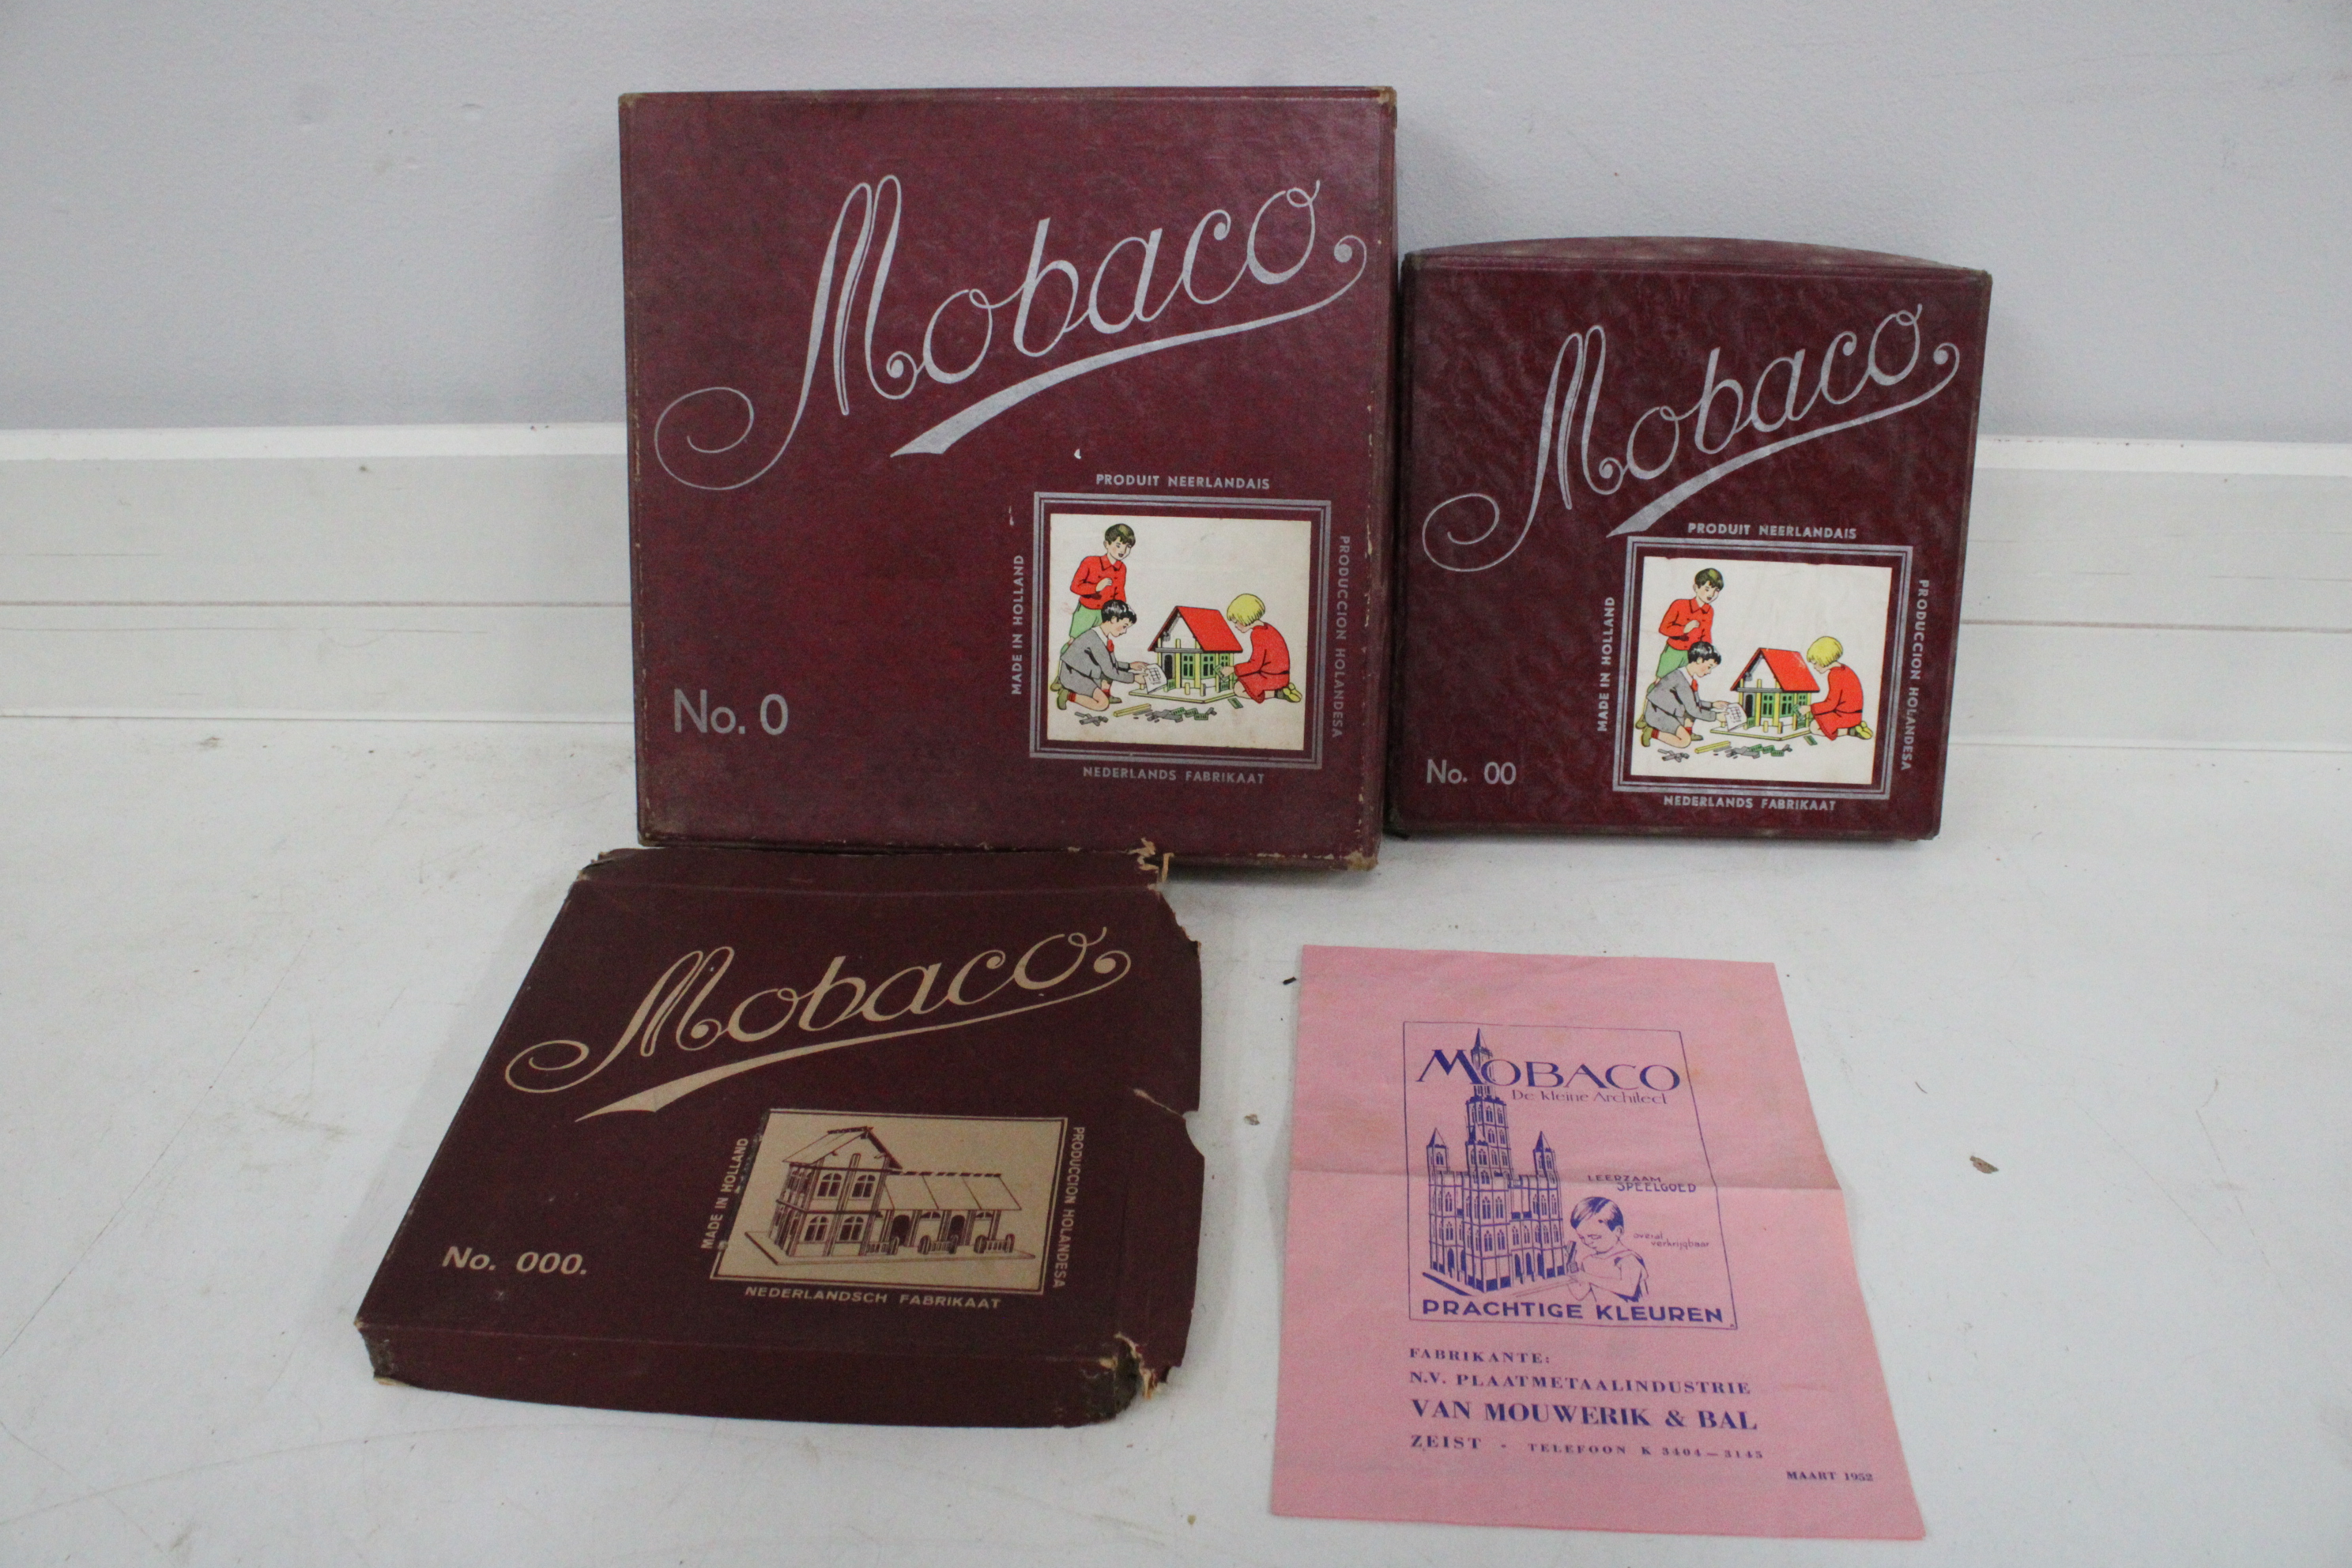 Mobaco
PRODUIT NEERLANDAIS
MADE IN HOLLAND
PRODUCCION HOLANDESA
No. 0
NEDERLANDS FABRIKAAT
Mobaco
PRODUIT NEERLANDAIS
MADE IN HOLLAND
PRODUCCION HOLANDESA
No. 00
NEDERLANDS FABRIKAAT
Mobaco
MADE IN HOLLAND
PRODUCCION HOLANDESA
No. 000.
NEDERLANDSCH FABRIKAAT
MOBACO
De Kleine Architect
LEERZAAM
SPEELGOED
overal
verkrijgbaar
PRACHTIGE KLEUREN
FABRIKANTE:
N.V. PLAATMETAALINDUSTRIE
VAN MOUWERIK & BAL
ZEIST - TELEFOON K 3404—3145
MAART 1952